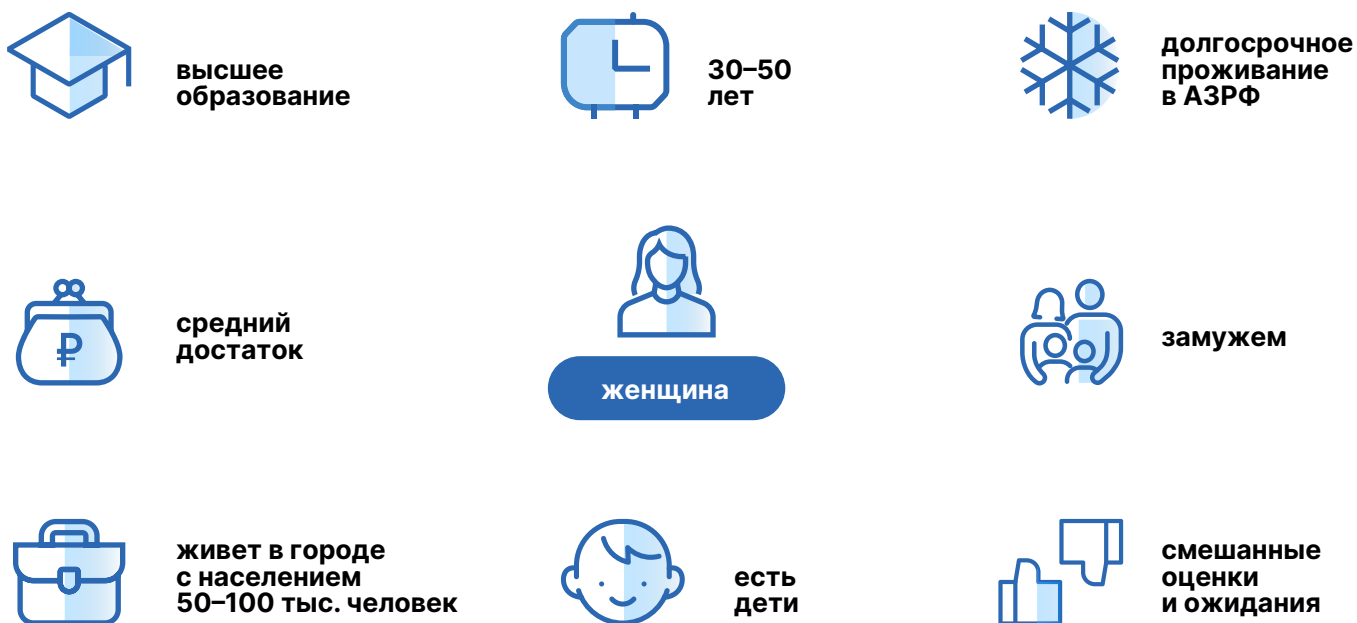 высшее
образование
30–50
лет
долгосрочное
проживание
в АЗРФ
средний
достаток
₽
женщина
замужем
живет в городе
с населением
50–100 тыс. человек
есть
дети
смешанные
оценки
и ожидания